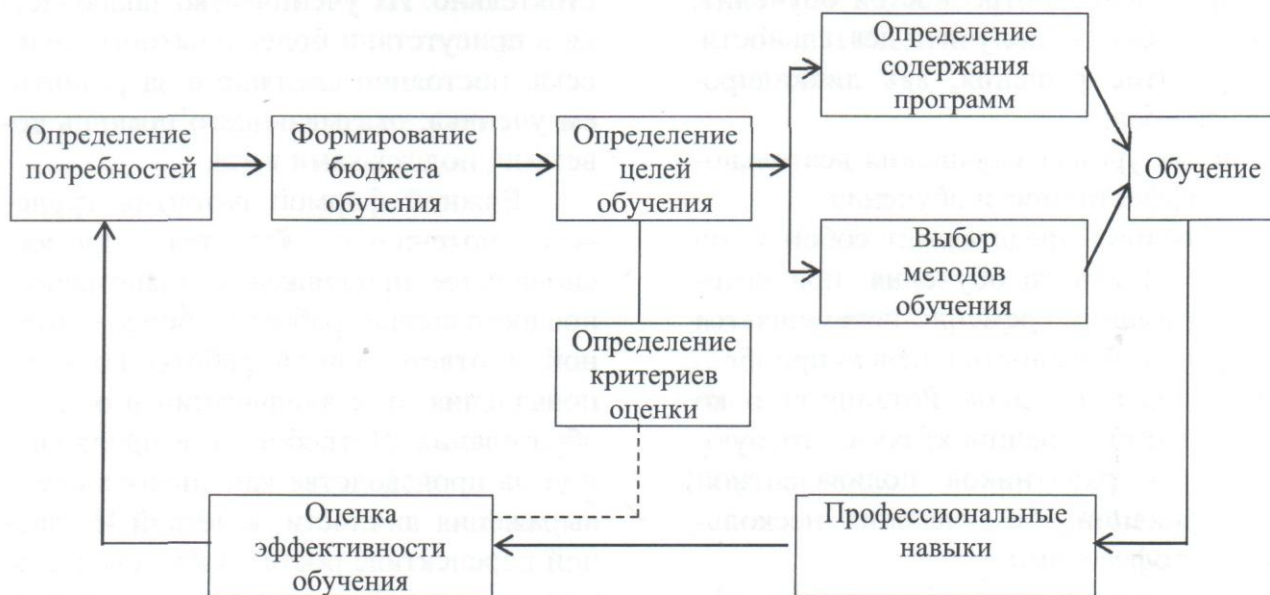 Определение
потребностей
Формирование
бюджета
обучения
Определение
целей
обучения
Определение
содержания
программ
Выбор
методов
обучения
Обучение
Определение
критериев
оценки
Профессиональные
навыки
Оценка
эффективности
обучения